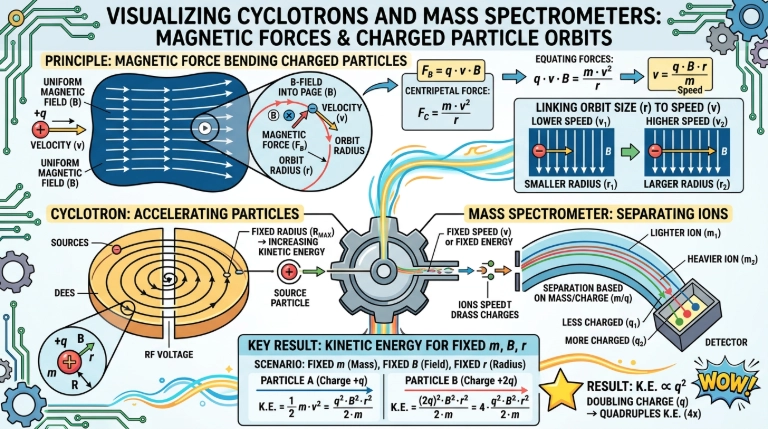 VISUALIZING CYCLOTRONS AND MASS SPECTROMETERS:
MAGNETIC FORCES & CHARGED PARTICLE ORBITS
PRINCIPLE: MAGNETIC FORCE BENDING CHARGED PARTICLES
UNIFORM
MAGNETIC
FIELD (B)
+q
VELOCITY (v)
UNIFORM
MAGNETIC
FIELD (B)
B-FIELD
INTO PAGE (B)
B
VELOCITY
(v)
MAGNETIC
FORCE (F_B)
ORBIT
RADIUS
ORBIT
RADIUS (r)
F_B = q · v · B
CENTRIPETAL FORCE:
F_C = m · v² / r
EQUATING FORCES:
q · v · B = m · v² / r
v = q · B · r / m
Speed
LINKING ORBIT SIZE (r) TO SPEED (v)
LOWER SPEED (v₁)
HIGHER SPEED (v₂)
B
B
SMALLER RADIUS (r₁)
LARGER RADIUS (r₂)
CYCLOTRON: ACCELERATING PARTICLES
SOURCES
DEES
FIXED RADIUS (R_MAX)
→ INCREASING
KINETIC ENERGY
SOURCE
PARTICLE
RF VOLTAGE
+q
B
r
m
R
MASS SPECTROMETER: SEPARATING IONS
FIXED SPEED (v)
or FIXED ENERGY
IONS SPEEDT
DRASS CHARGES
LIGHTER ION (m₁)
HEAVIER ION (m₂)
SEPARATION BASED
ON MASS/CHARGE (m/q)
LESS CHARGED (q₁)
MORE CHARGED (q₂)
DETECTOR
KEY RESULT: KINETIC ENERGY FOR FIXED m, B, r
SCENARIO: FIXED m (Mass), FIXED B (Field), FIXED r (Radius)
PARTICLE A (Charge +q)
K.E. = 1/2 m · v² = q² · B² · r² / 2 · m
PARTICLE B (Charge +2q)
K.E. = (2q)² · B² · r² / 2 · m = 4 · q² · B² · r² / 2 · m
RESULT: K.E. ∝ q²
DOUBLING CHARGE (q)
→ QUADRUPLES K.E. (4x)
WOW!